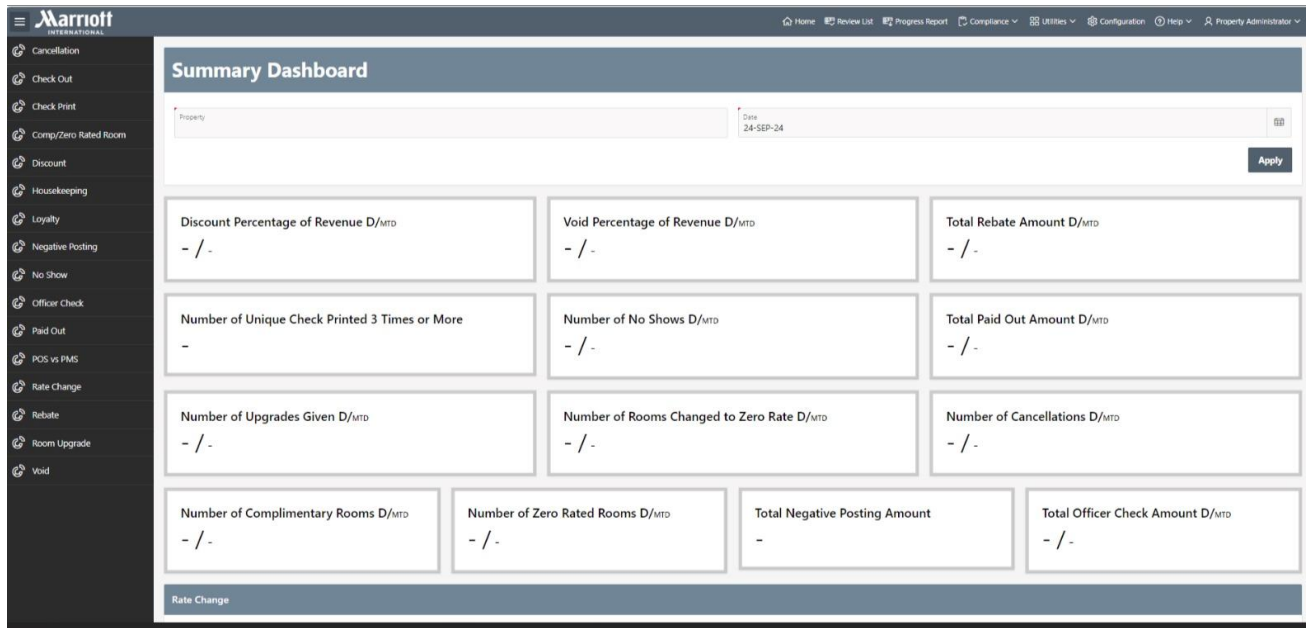 Marriott
INTERNATIONAL
Home Review List Progress Report Compliance Utilities Configuration Help Property Administrator
Cancellation
Check Out
Check Print
Comp/Zero Rated Room
Discount
Housekeeping
Loyalty
Negative Posting
No Show
Officer Check
Paid Out
POS vs PMS
Rate Change
Rebate
Room Upgrade
Void
Summary Dashboard
Property
Date
24-SEP-24
Apply
Discount Percentage of Revenue D/MTD
- / -
Void Percentage of Revenue D/MTD
- / -
Total Rebate Amount D/MTD
- / -
Number of Unique Check Printed 3 Times or More
-
Number of No Shows D/MTD
- / -
Total Paid Out Amount D/MTD
- / -
Number of Upgrades Given D/MTD
- / -
Number of Rooms Changed to Zero Rate D/MTD
- / -
Number of Cancellations D/MTD
- / -
Number of Complimentary Rooms D/MTD
- / -
Number of Zero Rated Rooms D/MTD
- / -
Total Negative Posting Amount
-
Total Officer Check Amount D/MTD
- / -
Rate Change